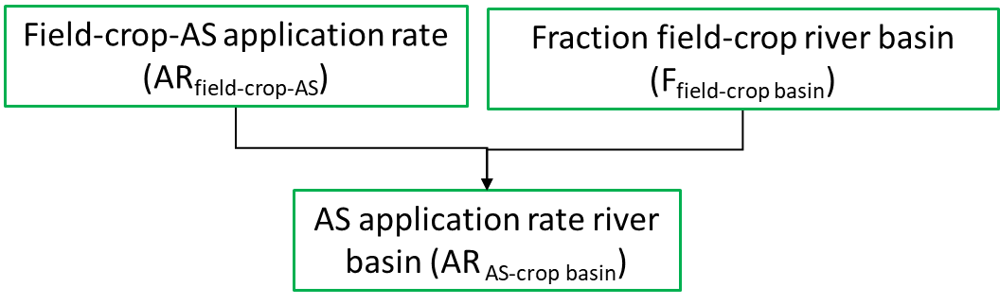 Field-crop-AS application rate
(ARfield-crop-AS)
Fraction field-crop river basin
(Ffield-crop basin)
AS application rate river
basin (AR AS-crop basin)